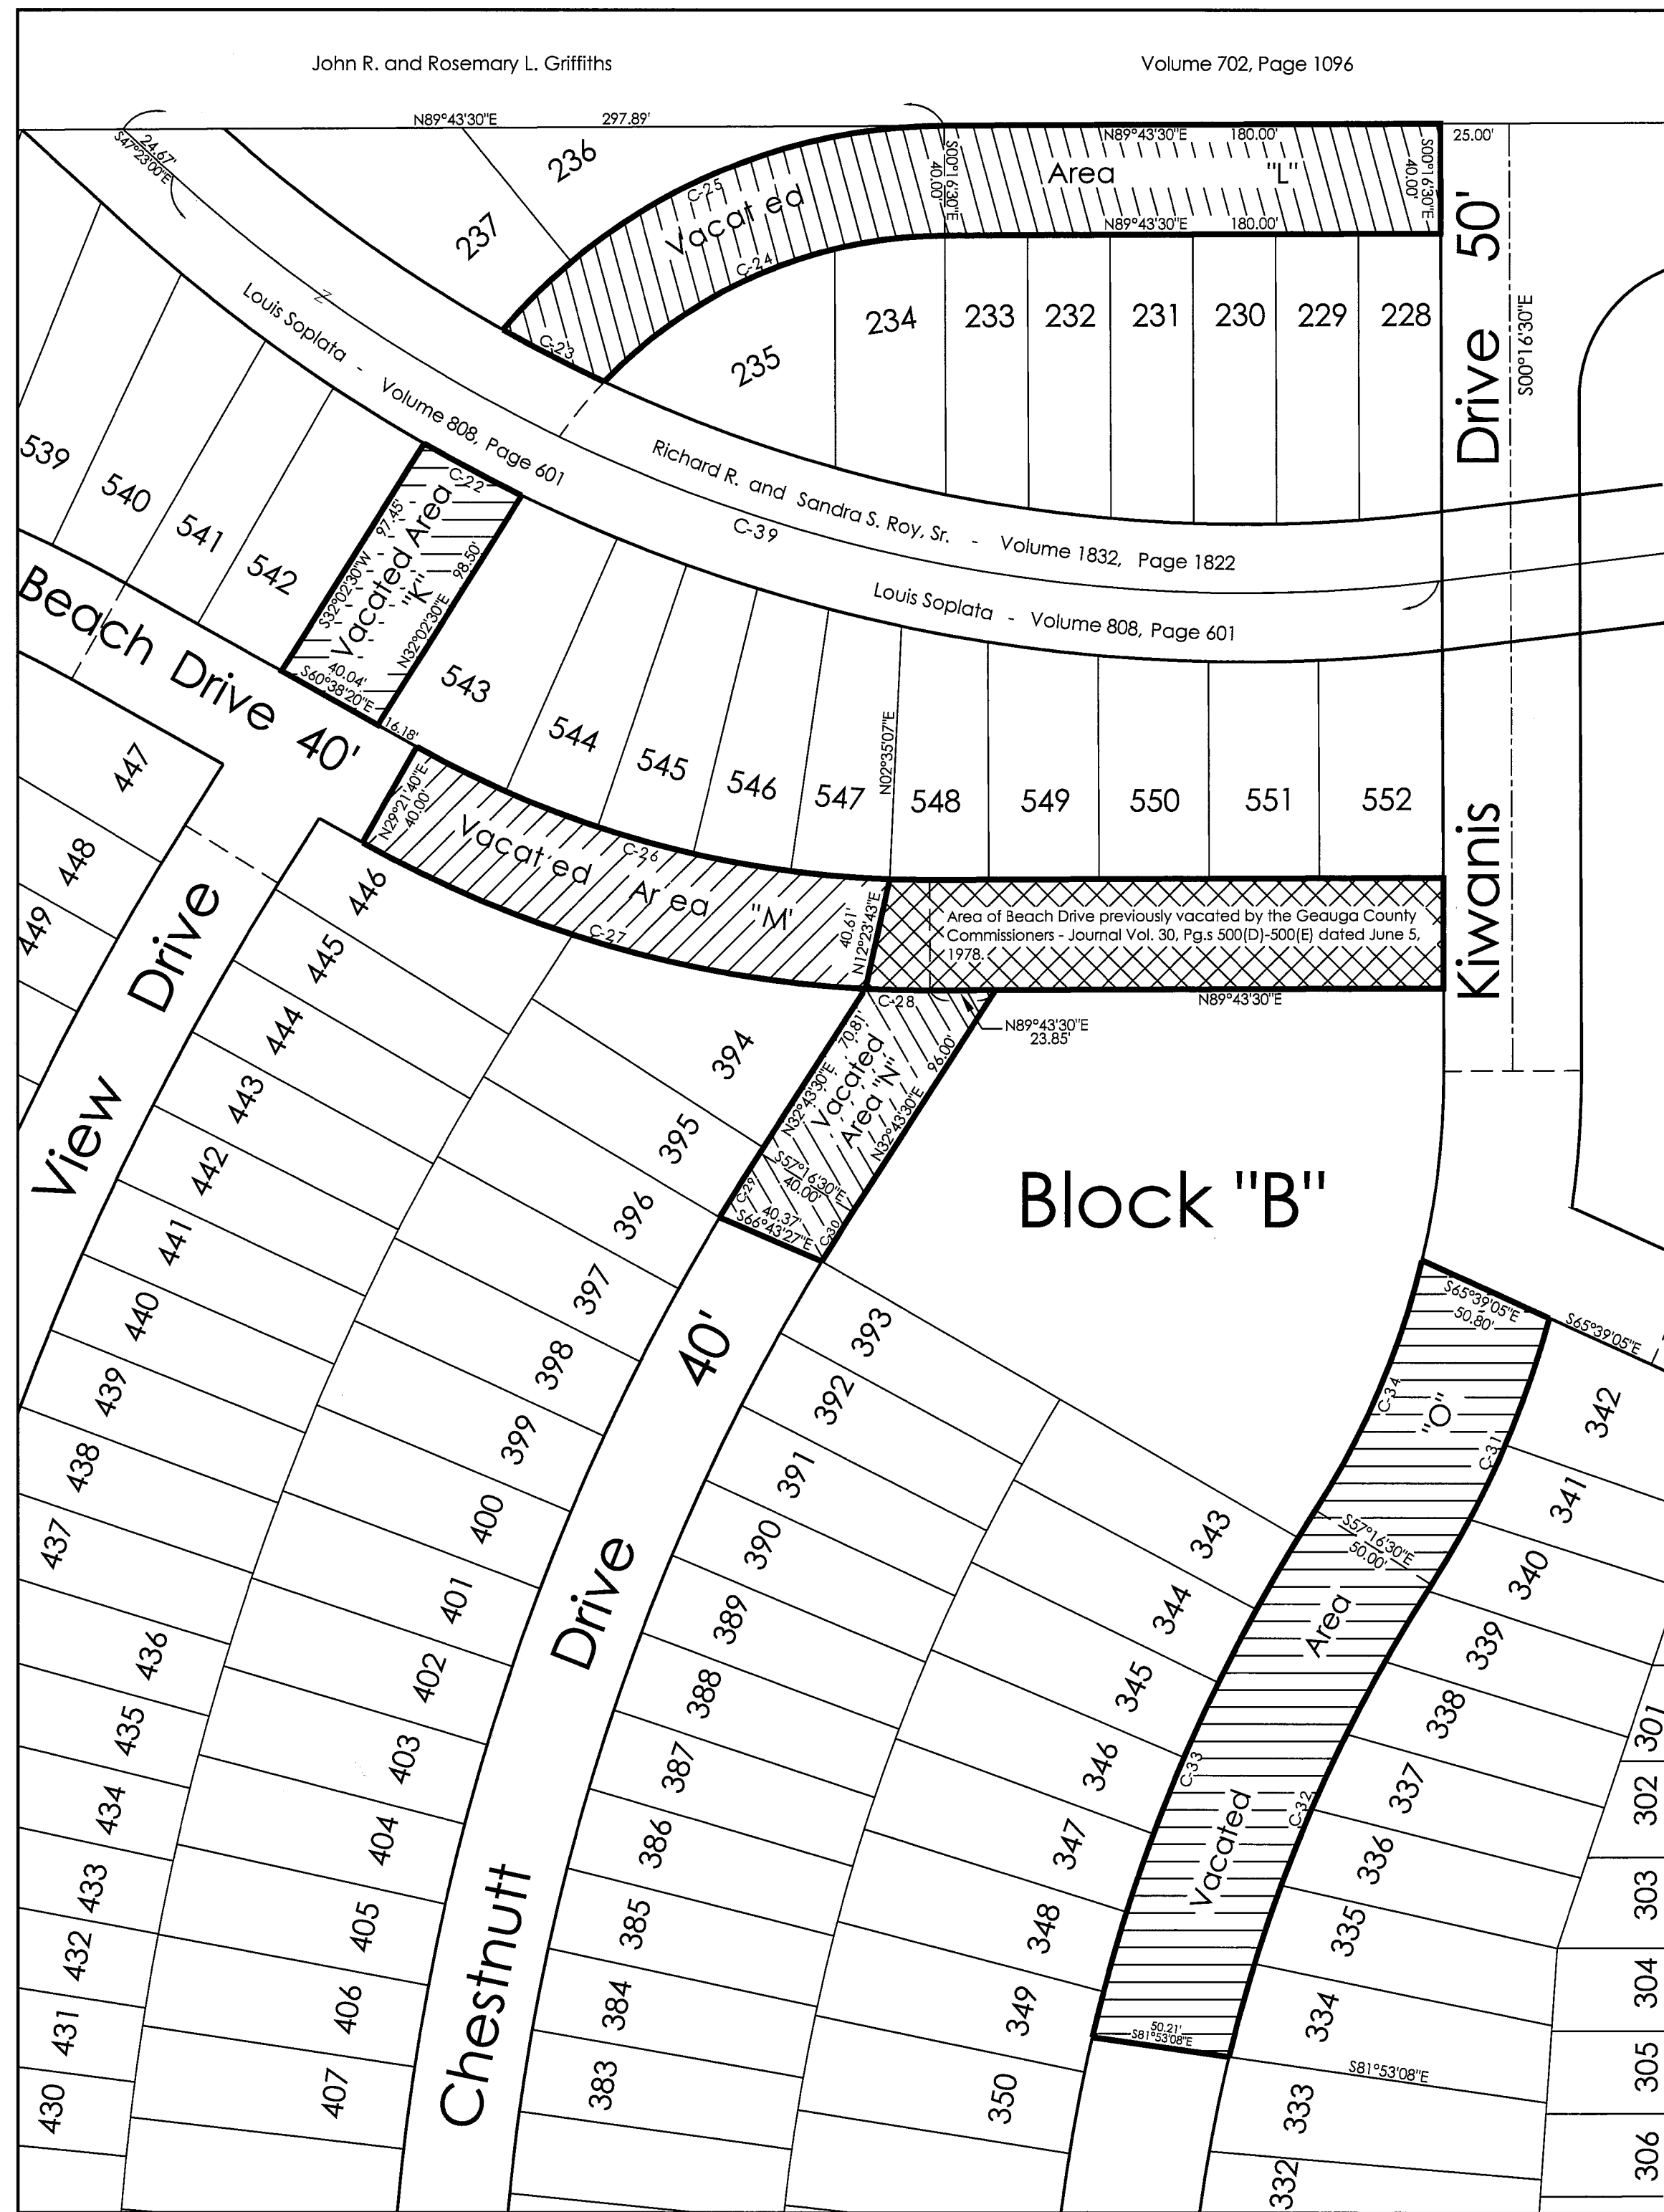 John R. and Rosemary L. Griffiths
Volume 702, Page 1096
N89°43'30"E 297.89'
24.67'
S47°23'00"E
236
237
C-25
Vacated
C-24
C-23
N89°43'30"E 180.00'
Area "L"
N89°43'30"E 180.00'
S00°16'30"E
40.00'
S00°16'30"E
40.00'
25.00'
Kiwanis Drive 50'
S00°16'30"E
235
234
233
232
231
230
229
228
Louis Soplata - Volume 808, Page 601
Richard R. and Sandra S. Roy, Sr. - Volume 1832, Page 1822
C-39
Louis Soplata - Volume 808, Page 601
539
540
541
542
C-22
S32°02'30"W 97.45'
Vacated Area
"K"
N32°02'30"E 98.50'
40.04'
S60°38'20"E
16.18'
543
544
545
546
547
N02°35'07"E
548
549
550
551
552
Beach Drive 40'
N29°21'40"E
40.00'
Vacated Area "M"
C-26
C-27
40.61'
N12°23'43"E
Area of Beach Drive previously vacated by the Geauga County
Commissioners - Journal Vol. 30, Pg.s 500(D)-500(E) dated June 5,
1978.
C-28
N89°43'30"E
N89°43'30"E
23.85'
N32°43'30"E 70.81'
Vacated
Area "N"
N32°43'30"E 96.00'
S57°16'30"E
40.00'
C-29
40.37'
S66°43'27"E
C-30
Block "B"
View Drive
447
448
449
446
445
444
443
442
441
440
439
438
437
436
435
434
433
432
431
430
394
395
396
397
398
399
400
401
402
403
404
405
406
407
Chestnutt Drive 40'
393
392
391
390
389
388
387
386
385
384
383
343
344
345
346
347
348
349
350
S65°39'05"E
50.80'
S65°39'05"E
C-34
"O"
C-31
S57°16'30"E
50.00'
Area
C-33
C-32
Vacated
50.21'
S81°53'08"E
S81°53'08"E
342
341
340
339
338
337
336
335
334
333
332
301
302
303
304
305
306